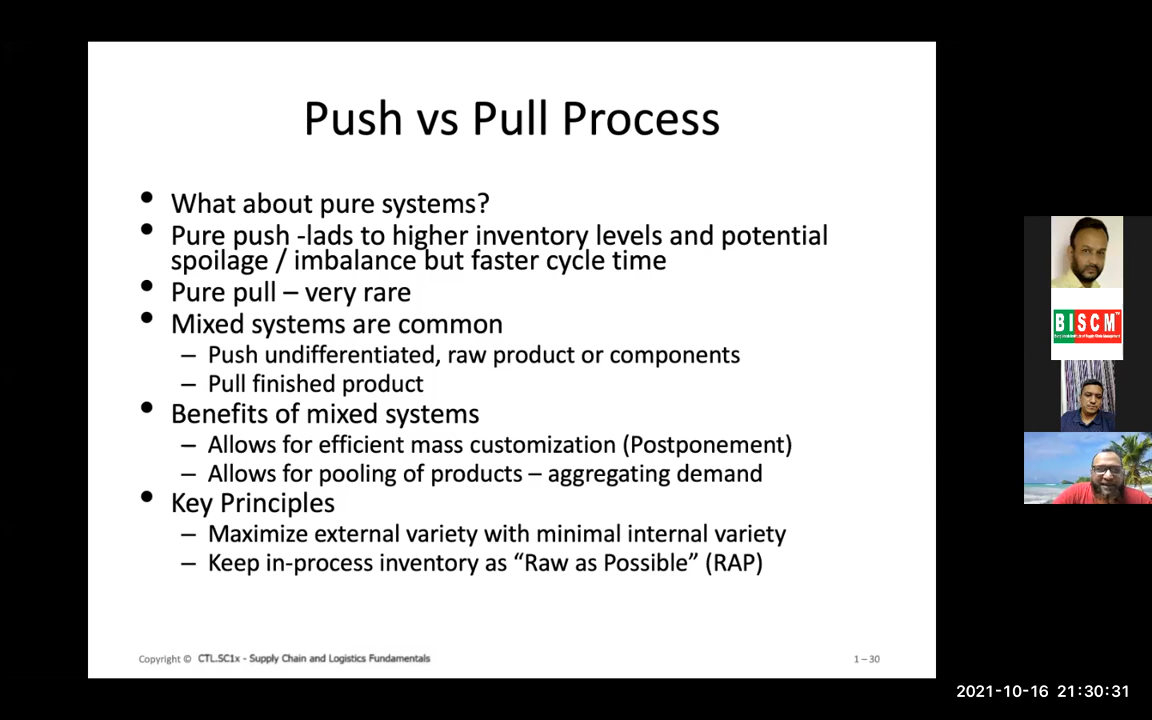 Push vs Pull Process
• What about pure systems?
• Pure push -lads to higher inventory levels and potential
spoilage / imbalance but faster cycle time
• Pure pull – very rare
• Mixed systems are common
– Push undifferentiated, raw product or components
– Pull finished product
• Benefits of mixed systems
– Allows for efficient mass customization (Postponement)
– Allows for pooling of products – aggregating demand
• Key Principles
– Maximize external variety with minimal internal variety
– Keep in-process inventory as “Raw as Possible” (RAP)
Copyright © CTL.SC1x - Supply Chain and Logistics Fundamentals
1 – 30
BISCM
2021-10-16 21:30:31